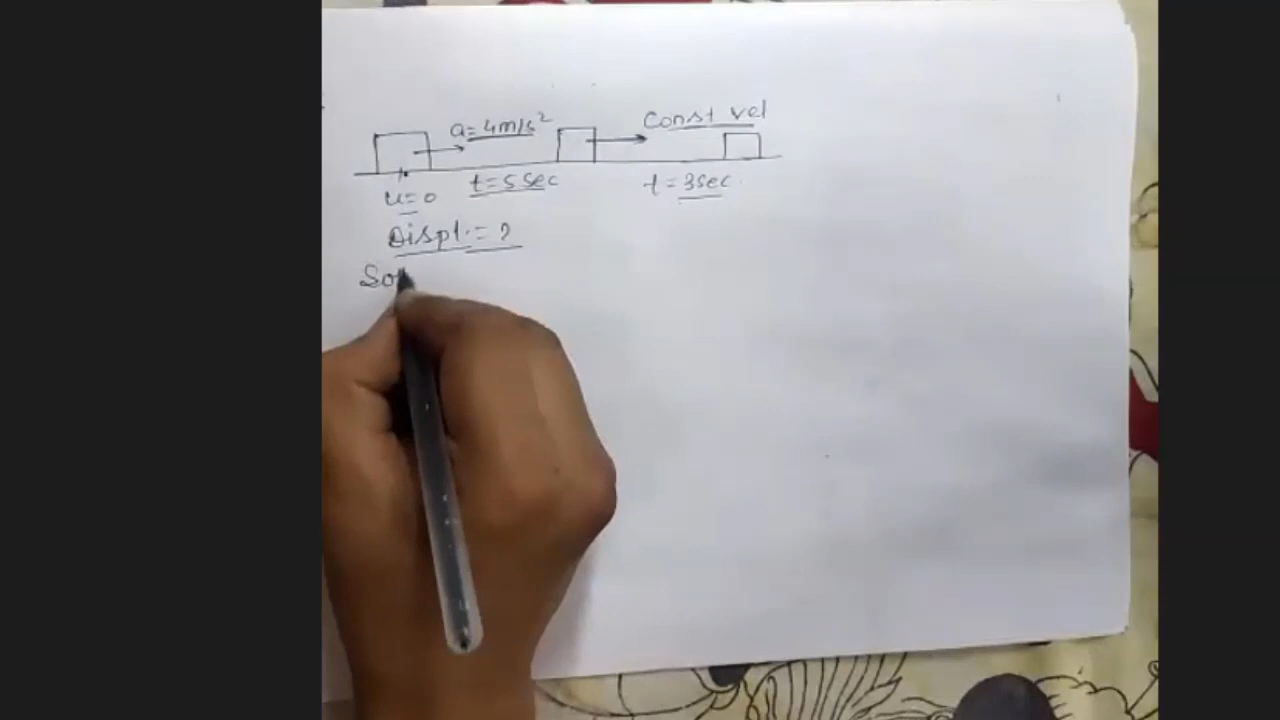 a=4m/s² Const vel
t=5sec t=3sec
u=0
Displ.=?
So